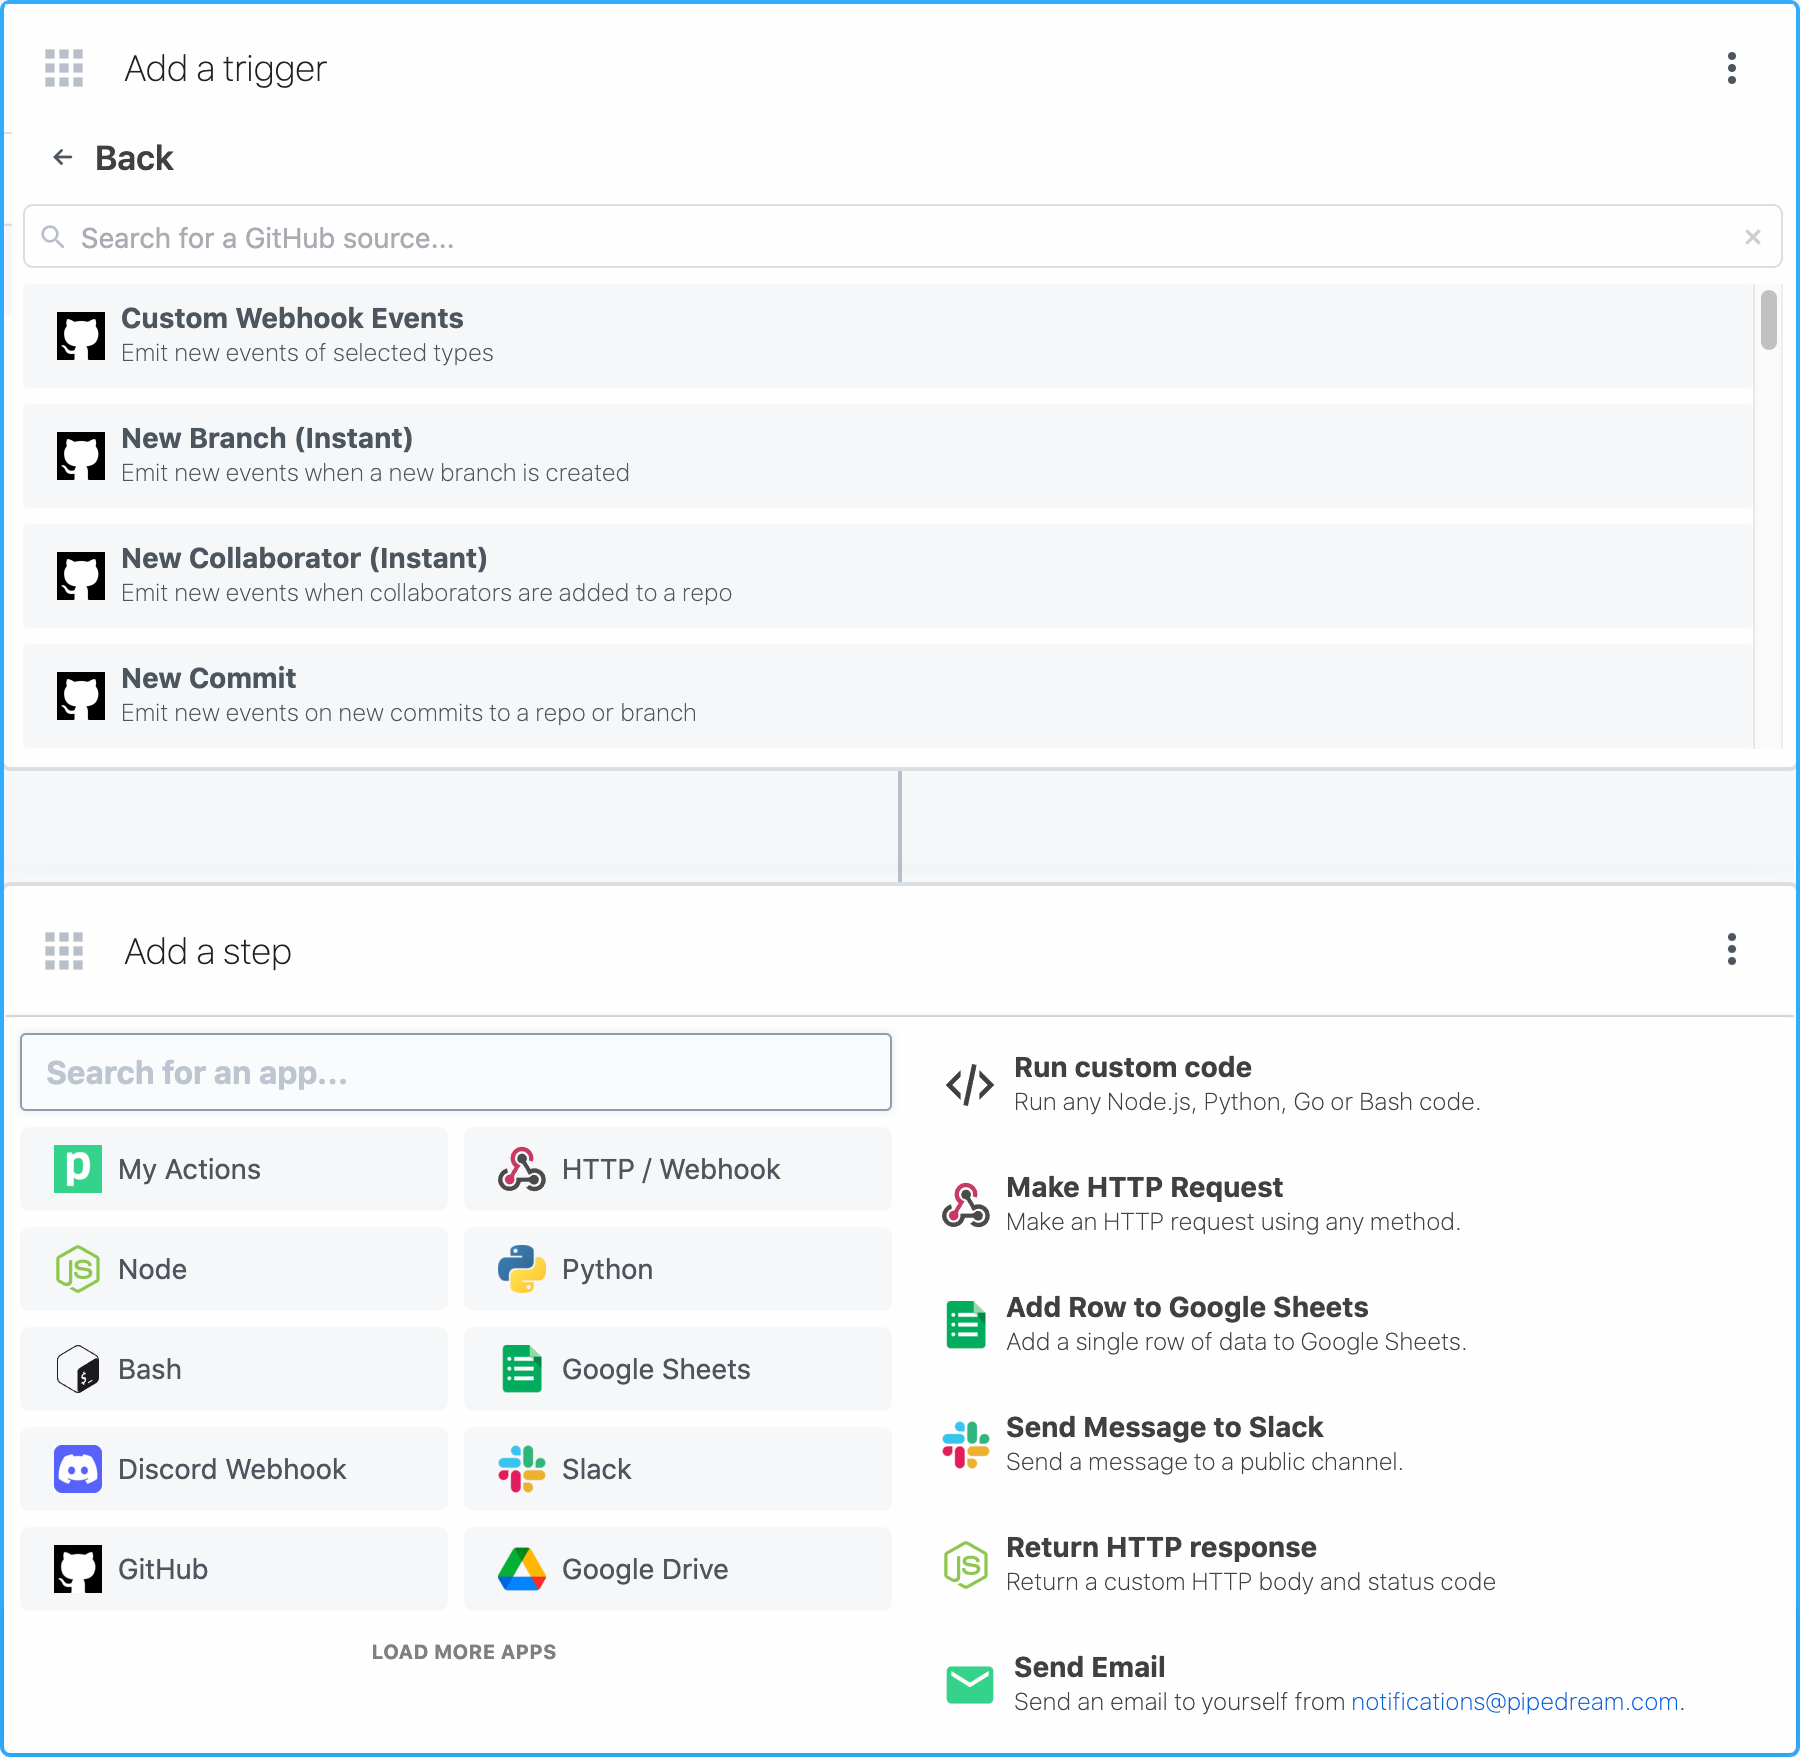 Add a trigger
Back
Search for a GitHub source...
Custom Webhook Events
Emit new events of selected types
New Branch (Instant)
Emit new events when a new branch is created
New Collaborator (Instant)
Emit new events when collaborators are added to a repo
New Commit
Emit new events on new commits to a repo or branch
Add a step
Search for an app...
My Actions
HTTP / Webhook
Node
Python
Bash
Google Sheets
Discord Webhook
Slack
GitHub
Google Drive
LOAD MORE APPS
Run custom code
Run any Node.js, Python, Go or Bash code.
Make HTTP Request
Make an HTTP request using any method.
Add Row to Google Sheets
Add a single row of data to Google Sheets.
Send Message to Slack
Send a message to a public channel.
Return HTTP response
Return a custom HTTP body and status code
Send Email
Send an email to yourself from notifications@pipedream.com.